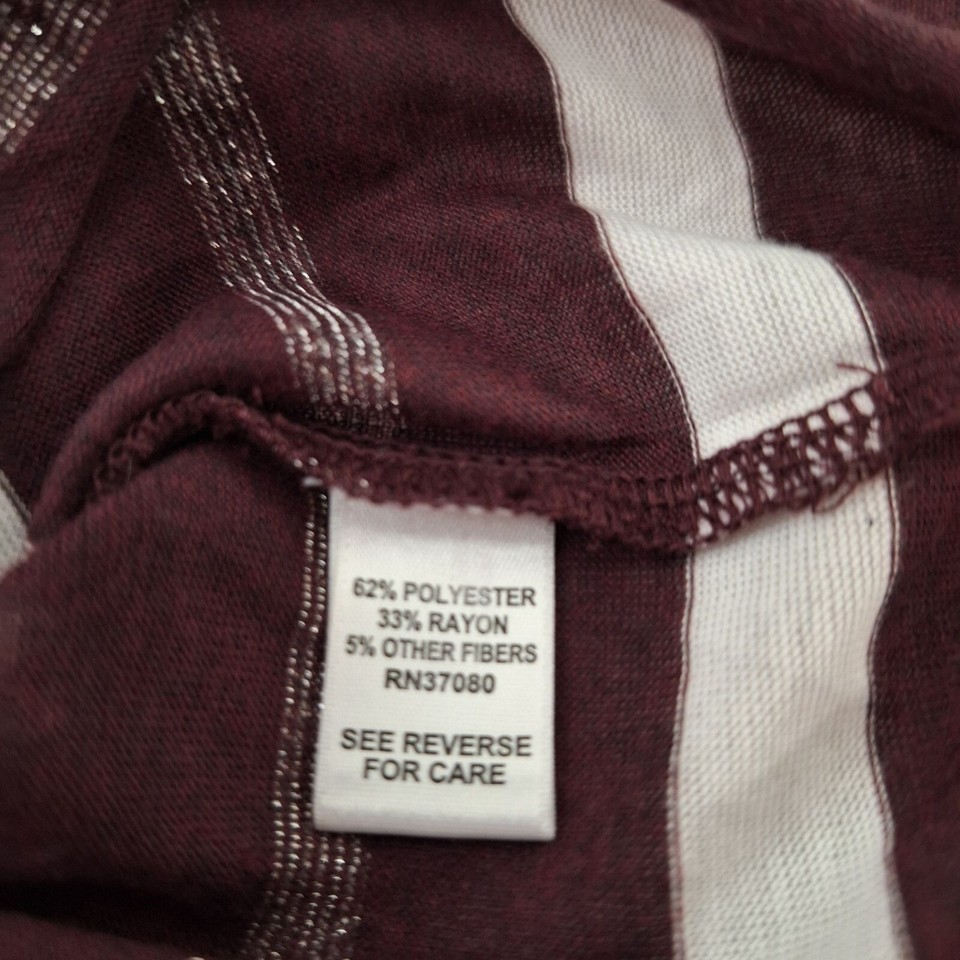 62% POLYESTER
33% RAYON
5% OTHER FIBERS
RN37080
SEE REVERSE
FOR CARE